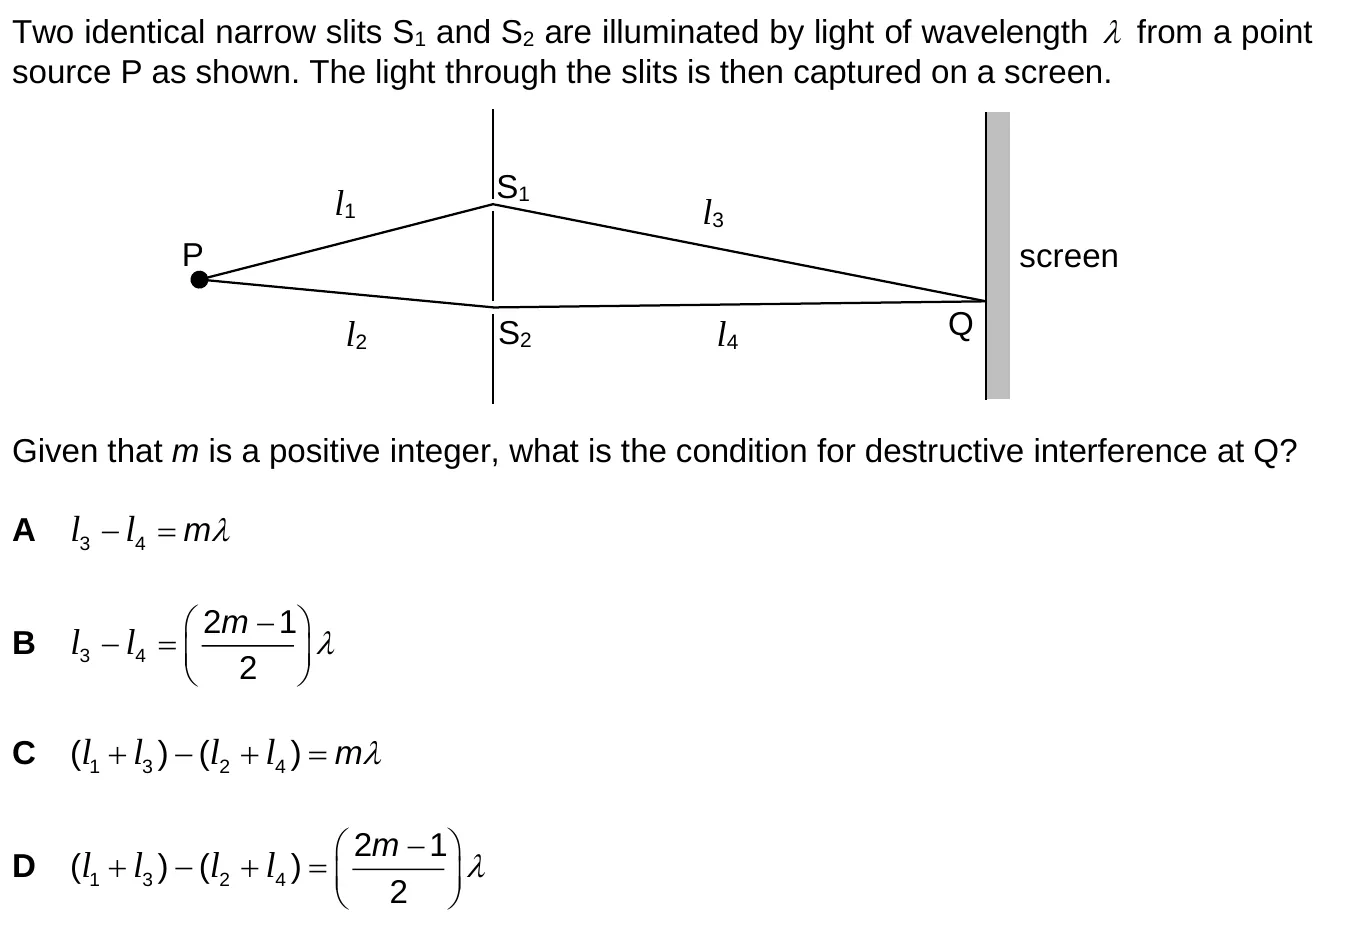 Two identical narrow slits S₁ and S₂ are illuminated by light of wavelength λ from a point
source P as shown. The light through the slits is then captured on a screen.
S₁
l₁
l₃
P
screen
Q
l₂
S₂
l₄
Given that m is a positive integer, what is the condition for destructive interference at Q?
A l₃ − l₄ = mλ
B l₃ − l₄ = ((2m − 1)/2) λ
C (l₁ + l₃) − (l₂ + l₄) = mλ
D (l₁ + l₃) − (l₂ + l₄) = ((2m − 1)/2) λ